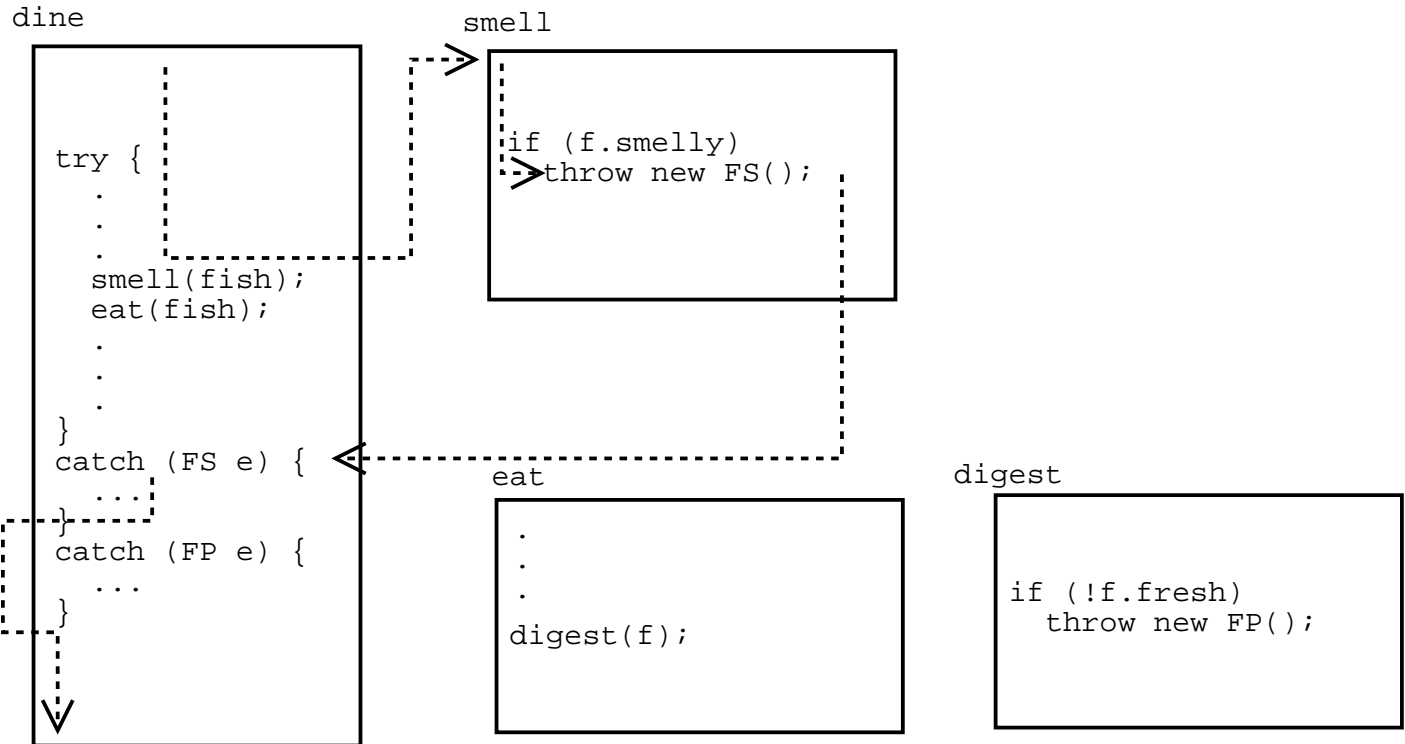 dine
try {
.
.
.
smell(fish);
eat(fish);
.
.
.
}
catch (FS e) {
...
}
catch (FP e) {
...
}
smell
if (f.smelly)
throw new FS();
eat
.
.
.
digest(f);
digest
if (!f.fresh)
throw new FP();